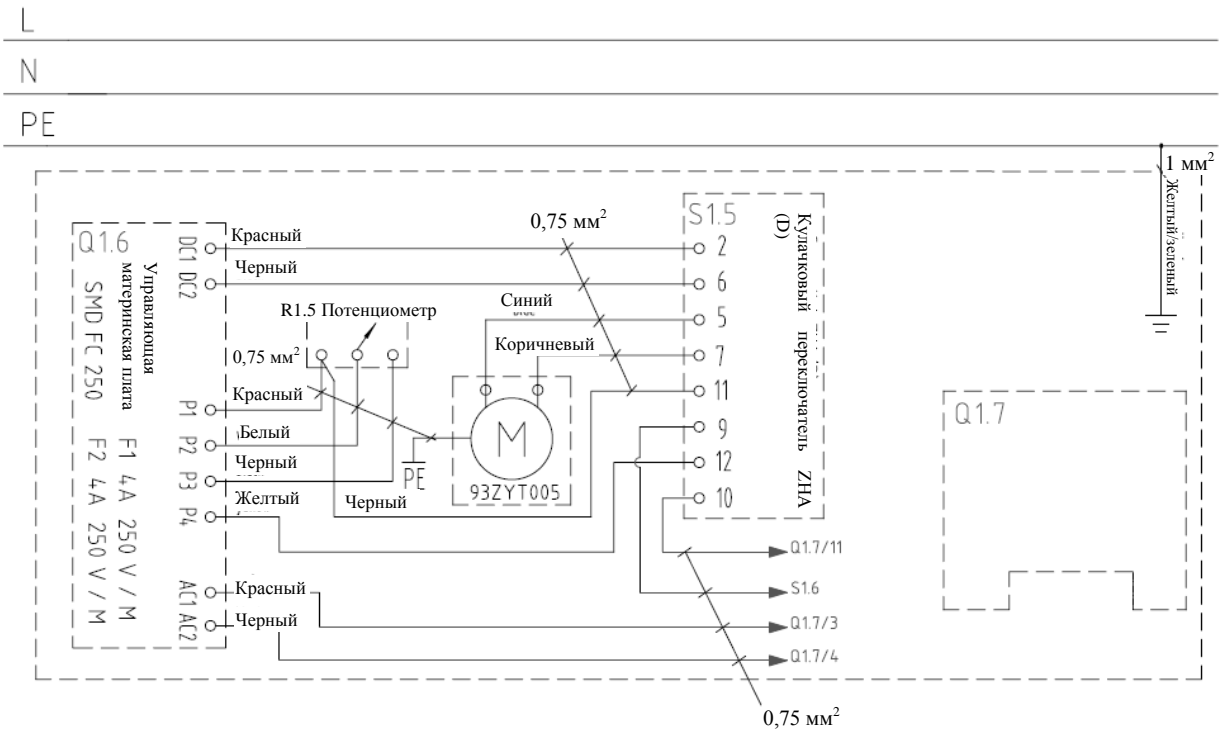 L
N
PE
1 мм²
Желтый/зеленый
Q1.6
Управляющая
материнская плата
SMD FC 250
F1 4A 250 V / M
F2 4A 250 V / M
DC1
DC2
P1
P2
P3
P4
AC1
AC2
Красный
Черный
R1.5 Потенциометр
0,75 мм²
Красный
Белый
Черный
Желтый
Черный
Красный
Черный
0,75 мм²
Синий
Коричневый
M
93ZYT005
PE
S1.5
Кулачковый переключатель ZHA
(D)
2
6
5
7
11
9
12
10
Q1.7/11
S1.6
Q1.7/3
Q1.7/4
0,75 мм²
Q1.7